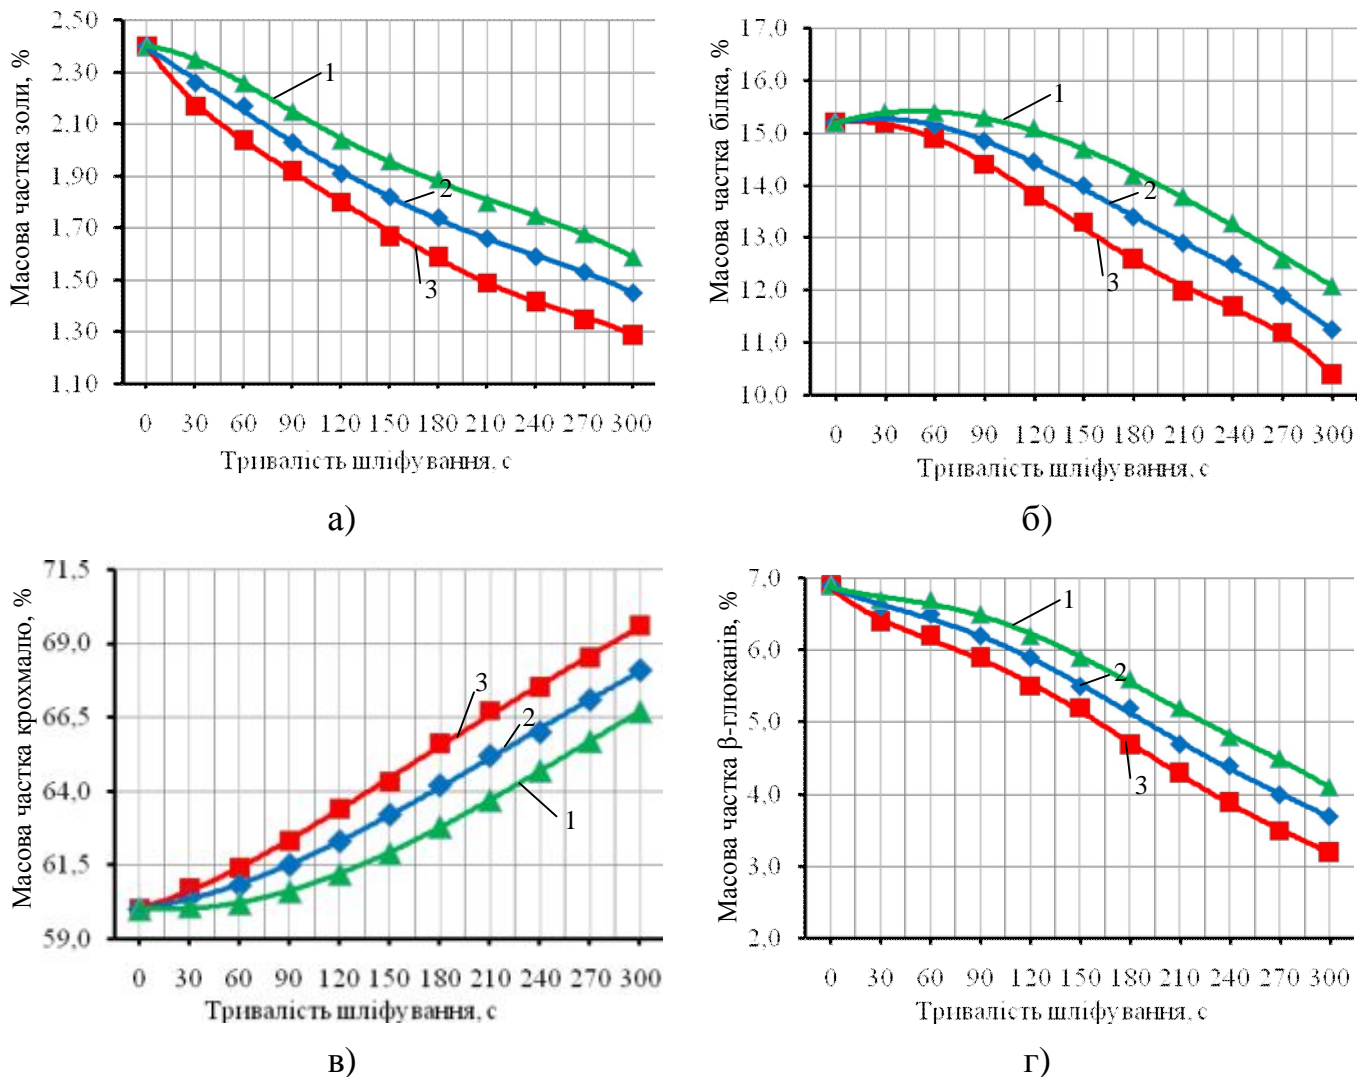 Масова частка золи, %
2,50
2,30
2,10
1,90
1,70
1,50
1,30
1,10
1
2
3
0 30 60 90 120 150 180 210 240 270 300
Тривалість шліфування, с
а)
Масова частка білка, %
17,0
16,0
15,0
14,0
13,0
12,0
11,0
10,0
1
2
3
0 30 60 90 120 150 180 210 240 270 300
Тривалість шліфування, с
б)
Масова частка крохмалю, %
71,5
69,0
66,5
64,0
61,5
59,0
3
2
1
0 30 60 90 120 150 180 210 240 270 300
Тривалість шліфування, с
в)
Масова частка β-глюканів, %
7,0
6,0
5,0
4,0
3,0
2,0
1
2
3
0 30 60 90 120 150 180 210 240 270 300
Тривалість шліфування, с
г)